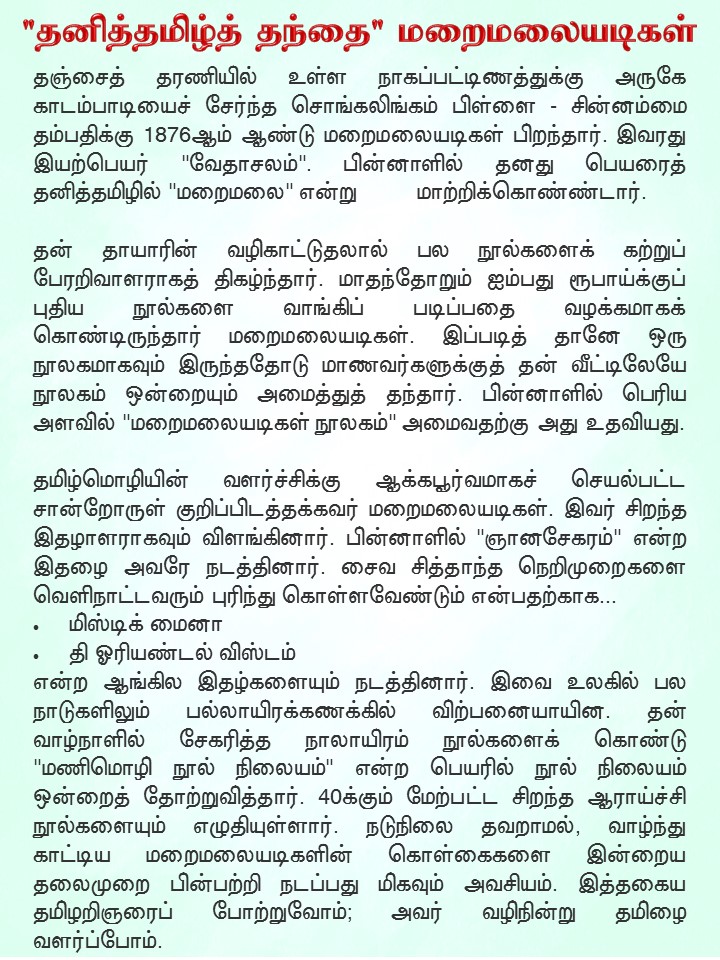 "தனித்தமிழ்த் தந்தை" மறைமலையடிகள்
தஞ்சைத் தரணியில் உள்ள நாகப்பட்டிணத்துக்கு அருகே
காடம்பாடியைச் சேர்ந்த சொங்கலிங்கம் பிள்ளை - சின்னம்மை
தம்பதிக்கு 1876ஆம் ஆண்டு மறைமலையடிகள் பிறந்தார். இவரது
இயற்பெயர் "வேதாசலம்". பின்னாளில் தனது பெயரைத்
தனித்தமிழில் "மறைமலை" என்று மாற்றிக்கொண்ண்டார்.
தன் தாயாரின் வழிகாட்டுதலால் பல நூல்களைக் கற்றுப்
பேரறிவாளராகத் திகழ்ந்தார். மாதந்தோறும் ஐம்பது ரூபாய்க்குப்
புதிய நூல்களை வாங்கிப் படிப்பதை வழக்கமாகக்
கொண்டிருந்தார் மறைமலையடிகள். இப்படித் தானே ஒரு
நூலகமாகவும் இருந்ததோடு மாணவர்களுக்குத் தன் வீட்டிலேயே
நூலகம் ஒன்றையும் அமைத்துத் தந்தார். பின்னாளில் பெரிய
அளவில் "மறைமலையடிகள் நூலகம்" அமைவதற்கு அது உதவியது.
தமிழ்மொழியின் வளர்ச்சிக்கு ஆக்கபூர்வமாகச் செயல்பட்ட
சான்றோருள் குறிப்பிடத்தக்கவர் மறைமலையடிகள். இவர் சிறந்த
இதழாளராகவும் விளங்கினார். பின்னாளில் "ஞானசேகரம்" என்ற
இதழை அவரே நடத்தினார். சைவ சித்தாந்த நெறிமுறைகளை
வெளிநாட்டவரும் புரிந்து கொள்ளவேண்டும் என்பதற்காக...
• மிஸ்டிக் மைனா
• தி ஓரியண்டல் விஸ்டம்
என்ற ஆங்கில இதழ்களையும் நடத்தினார். இவை உலகில் பல
நாடுகளிலும் பல்லாயிரக்கணக்கில் விற்பனையாயின. தன்
வாழ்நாளில் சேகரித்த நாலாயிரம் நூல்களைக் கொண்டு
"மணிமொழி நூல் நிலையம்" என்ற பெயரில் நூல் நிலையம்
ஒன்றைத் தோற்றுவித்தார். 40க்கும் மேற்பட்ட சிறந்த ஆராய்ச்சி
நூல்களையும் எழுதியுள்ளார். நடுநிலை தவறாமல், வாழ்ந்து
காட்டிய மறைமலையடிகளின் கொள்கைகளை இன்றைய
தலைமுறை பின்பற்றி நடப்பது மிகவும் அவசியம். இத்தகைய
தமிழறிஞரைப் போற்றுவோம்; அவர் வழிநின்று தமிழை
வளர்ப்போம்.